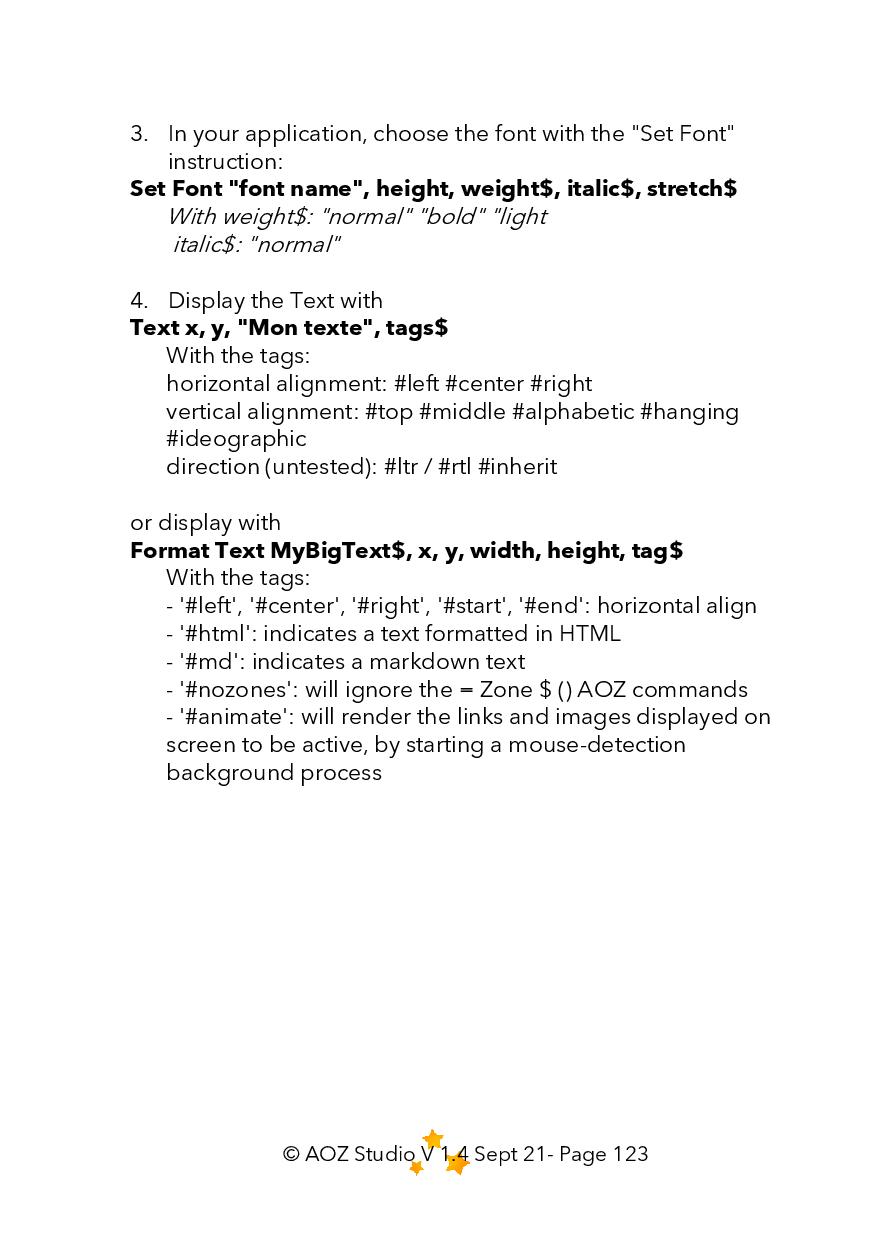 3. In your application, choose the font with the "Set Font"
instruction:
Set Font "font name", height, weight$, italic$, stretch$
With weight$: "normal" "bold" "light
italic$: "normal"
4. Display the Text with
Text x, y, "Mon texte", tags$
With the tags:
horizontal alignment: #left #center #right
vertical alignment: #top #middle #alphabetic #hanging
#ideographic
direction (untested): #ltr / #rtl #inherit
or display with
Format Text MyBigText$, x, y, width, height, tag$
With the tags:
- '#left', '#center', '#right', '#start', '#end': horizontal align
- '#html': indicates a text formatted in HTML
- '#md': indicates a markdown text
- '#nozones': will ignore the = Zone $ () AOZ commands
- '#animate': will render the links and images displayed on
screen to be active, by starting a mouse-detection
background process
© AOZ Studio V 1.4 Sept 21- Page 123